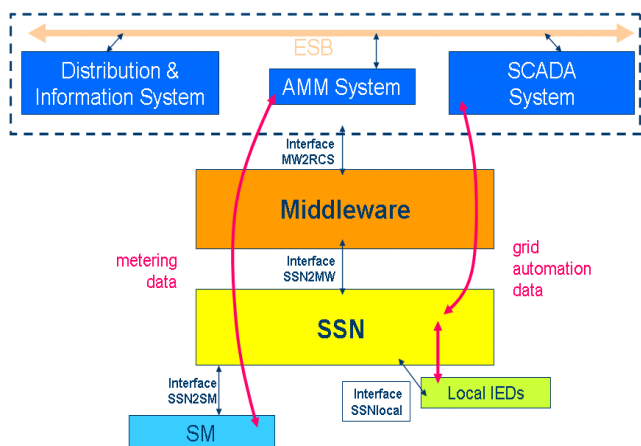 ESB
Distribution &
Information System
AMM System
SCADA
System
Interface
MW2RCS
Middleware
metering
data
Interface
SSN2MW
grid
automation
data
SSN
Interface
SSN2SM
Interface
SSNlocal
Local IEDs
SM